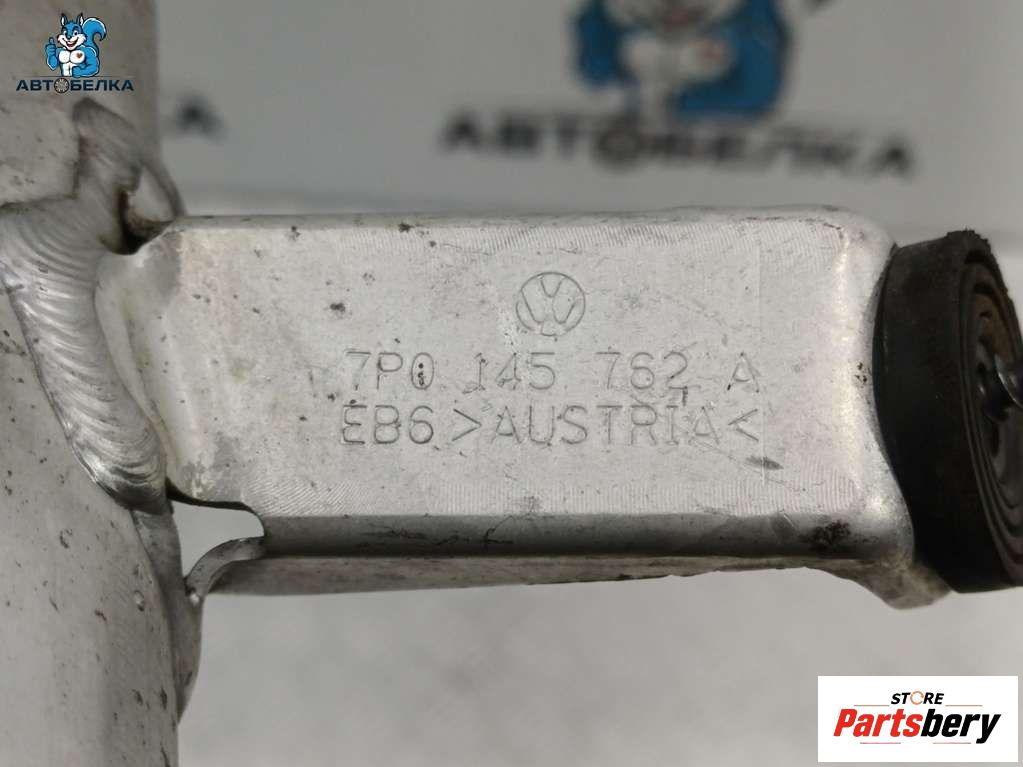 АВТОБЕЛКА
АВТОБЕЛКА
7P0 145 762 A
EB6 >AUSTRIA<
STORE
Partsbery